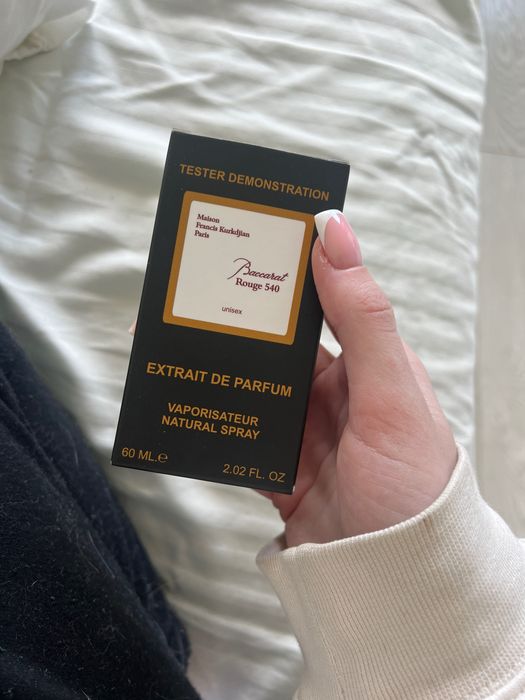 TESTER DEMONSTRATION
Maison
Francis Kurkdjian
Paris
Baccarat
Rouge 540
unisex
EXTRAIT DE PARFUM
VAPORISATEUR
NATURAL SPRAY
60 ML.℮
2.02 FL. OZ